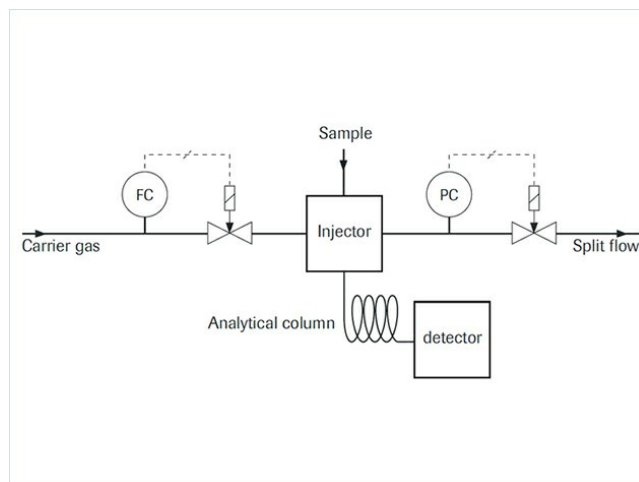 Sample
FC
PC
Injector
Carrier gas
Split flow
Analytical column
detector